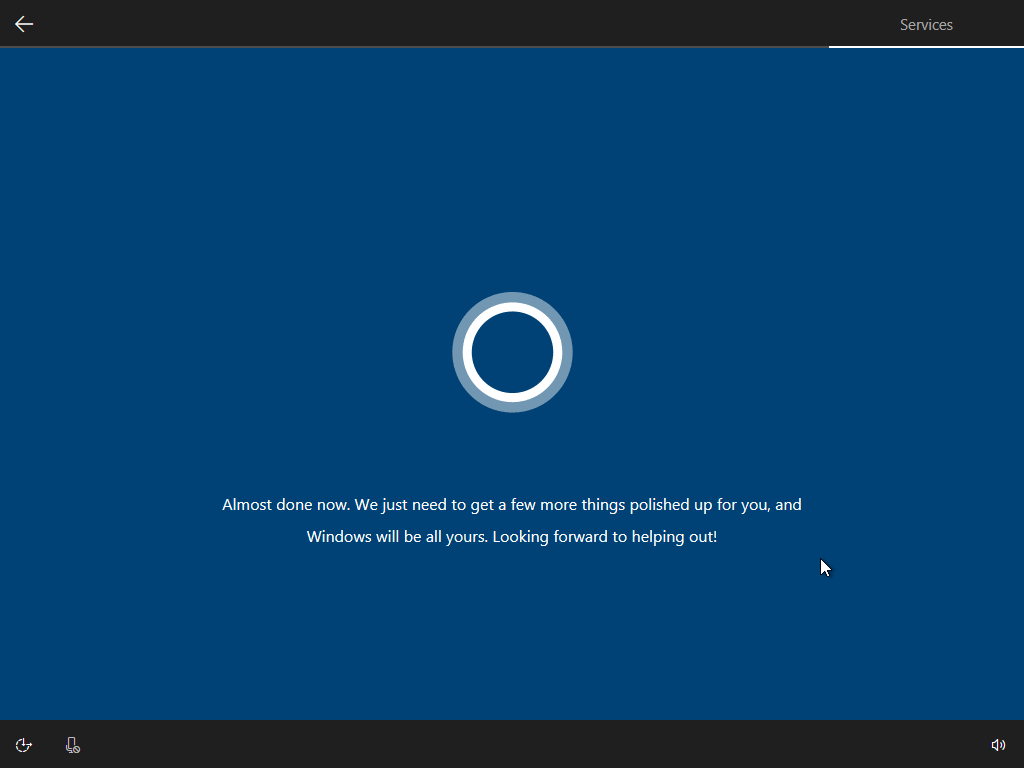 Services
Almost done now. We just need to get a few more things polished up for you, and
Windows will be all yours. Looking forward to helping out!